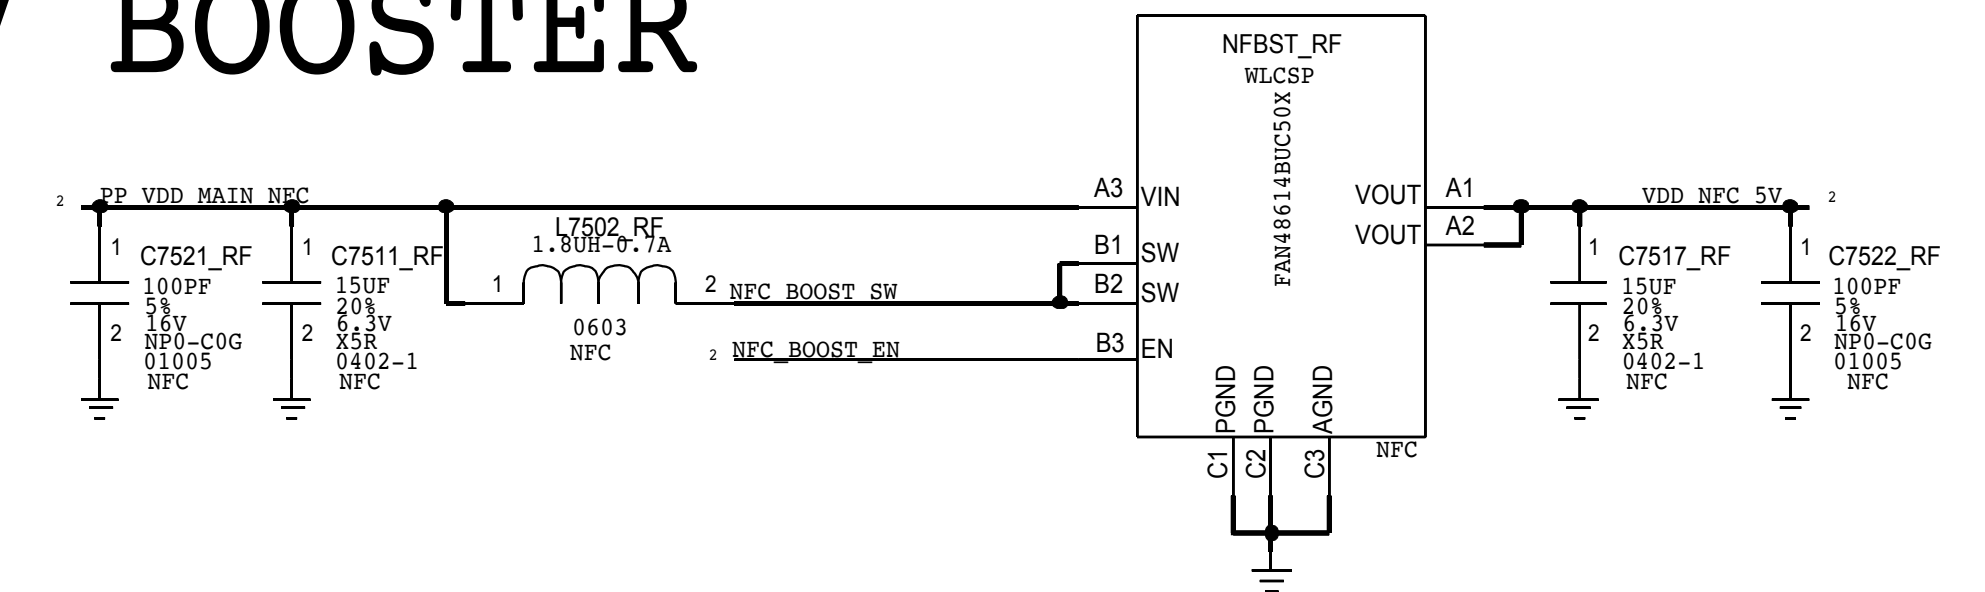 BOOSTER
NFBST_RF
WLCSP
FAN48614BUC50X
2 PP_VDD_MAIN_NFC
A3 VIN
VOUT A1
VDD_NFC_5V 2
VOUT A2
L7502_RF
1.8UH-0.7A
1
2 NFC_BOOST_SW
0603
NFC
B1 SW
B2 SW
2 NFC_BOOST_EN
B3 EN
1 C7521_RF
100PF
5%
16V
2 NP0-C0G
01005
NFC
1 C7511_RF
15UF
20%
6.3V
2 X5R
0402-1
NFC
1 C7517_RF
15UF
20%
6.3V
2 X5R
0402-1
NFC
1 C7522_RF
100PF
5%
16V
2 NP0-C0G
01005
NFC
PGND
PGND
AGND
C1
C2
C3
NFC